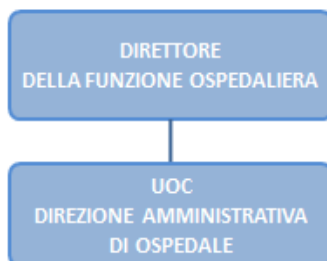 DIRETTORE
DELLA FUNZIONE OSPEDALIERA
UOC
DIREZIONE AMMINISTRATIVA
DI OSPEDALE